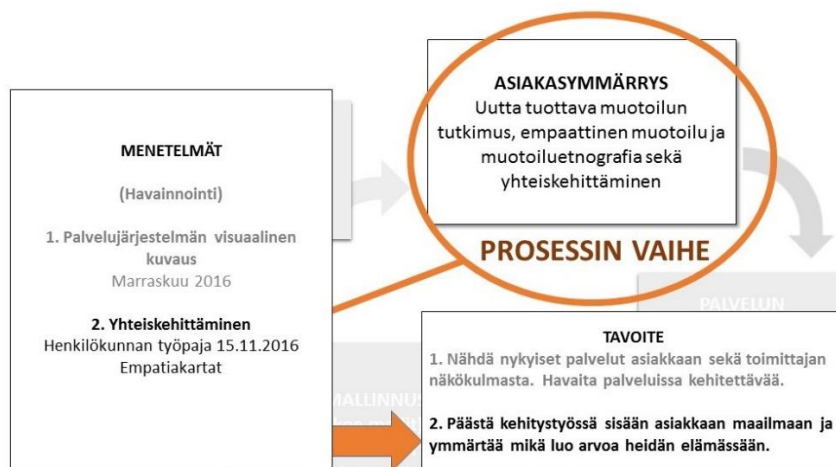 MENETELMÄT
(Havainnointi)
1. Palvelujärjestelmän visuaalinen
kuvaus
Marraskuu 2016
2. Yhteiskehittäminen
Henkilökunnan työpaja 15.11.2016
Empatiakartat
ASIAKASYMMÄRRYS
Uutta tuottava muotoilun
tutkimus, empaattinen muotoilu ja
muotoiluetnografia sekä
yhteiskehittäminen
PROSESSIN VAIHE
PALVELUN
TAVOITE
1. Nähdä nykyiset palvelut asiakkaan sekä toimittajan
näkökulmasta. Havaita palveluissa kehitettävää.
2. Päästä kehitystyössä sisään asiakkaan maailmaan ja
ymmärtää mikä luo arvoa heidän elämässään.